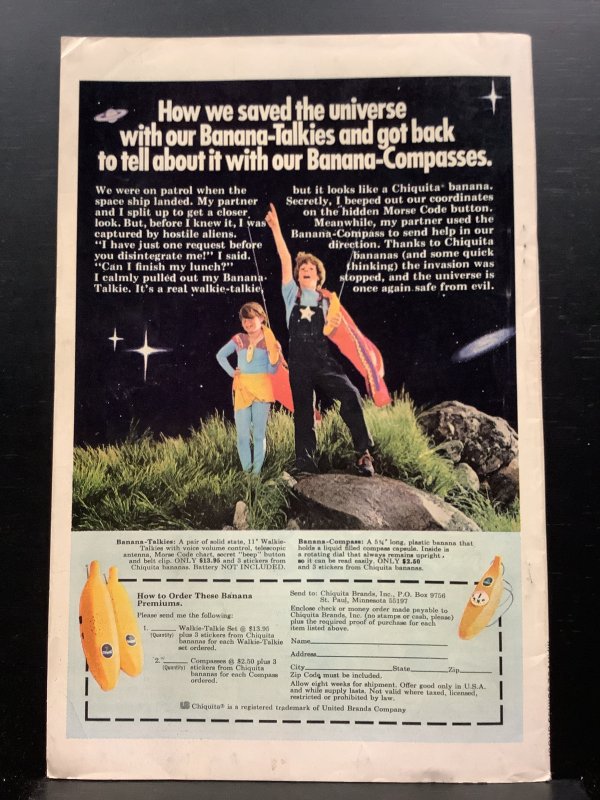 How we saved the universe
with our Banana-Talkies and got back
to tell about it with our Banana-Compasses.
We were on patrol when the
space ship landed. My partner
and I split up to get a closer
look. But, before I knew it, I was
captured by hostile aliens.
“I have just one request before
you disintegrate me!” I said.
“Can I finish my lunch?”
I calmly pulled out my Banana-
Talkie. It’s a real walkie-talkie,
but it looks like a Chiquita® banana.
Secretly, I beeped out our coordinates
on the hidden Morse Code button.
Meanwhile, my partner used the
Banana-Compass to send help in our
direction. Thanks to Chiquita
bananas (and some quick
thinking) the invasion was
stopped, and the universe is
once again safe from evil.
Banana-Talkies: A pair of solid state, 11" Walkie-
Talkies with voice volume control, telescopic
antenna, Morse Code chart, secret “beep” button
and belt clip. ONLY $13.95 and 3 stickers from
Chiquita bananas. Battery NOT INCLUDED.
Banana-Compass: A 5¾" long, plastic banana that
holds a liquid filled compass capsule. Inside is
a rotating dial that always remains upright,
so it can be read easily. ONLY $2.50
and 3 stickers from Chiquita bananas.
How to Order These Banana
Premiums.
Please send me the following:
1. Walkie-Talkie Set @ $13.95
(Quantity) plus 3 stickers from Chiquita
bananas for each Walkie-Talkie
set ordered.
2. Compasses @ $2.50 plus 3
(Quantity) stickers from Chiquita
bananas for each Compass
ordered.
Send to: Chiquita Brands, Inc., P.O. Box 9756
St. Paul, Minnesota 55197
Enclose check or money order made payable to
Chiquita Brands, Inc. (no stamps or cash, please)
plus the required proof of purchase for each
item listed above.
Name
Address
City State Zip
Zip Code must be included.
Allow eight weeks for shipment. Offer good only in U.S.A.
and while supply lasts. Not valid where taxed, licensed,
restricted or prohibited by law.
Chiquita® is a registered trademark of United Brands Company